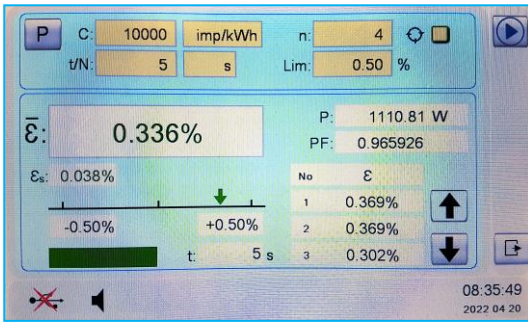 P C: 10000 imp/kWh n: 4
t/N: 5 s Lim: 0.50 %
ε̅: 0.336% P: 1110.81 W
PF: 0.965926
εs: 0.038% No ε
1 0.369%
-0.50% +0.50% 2 0.369%
t: 5 s 3 0.302%
08:35:49
2022 04 20